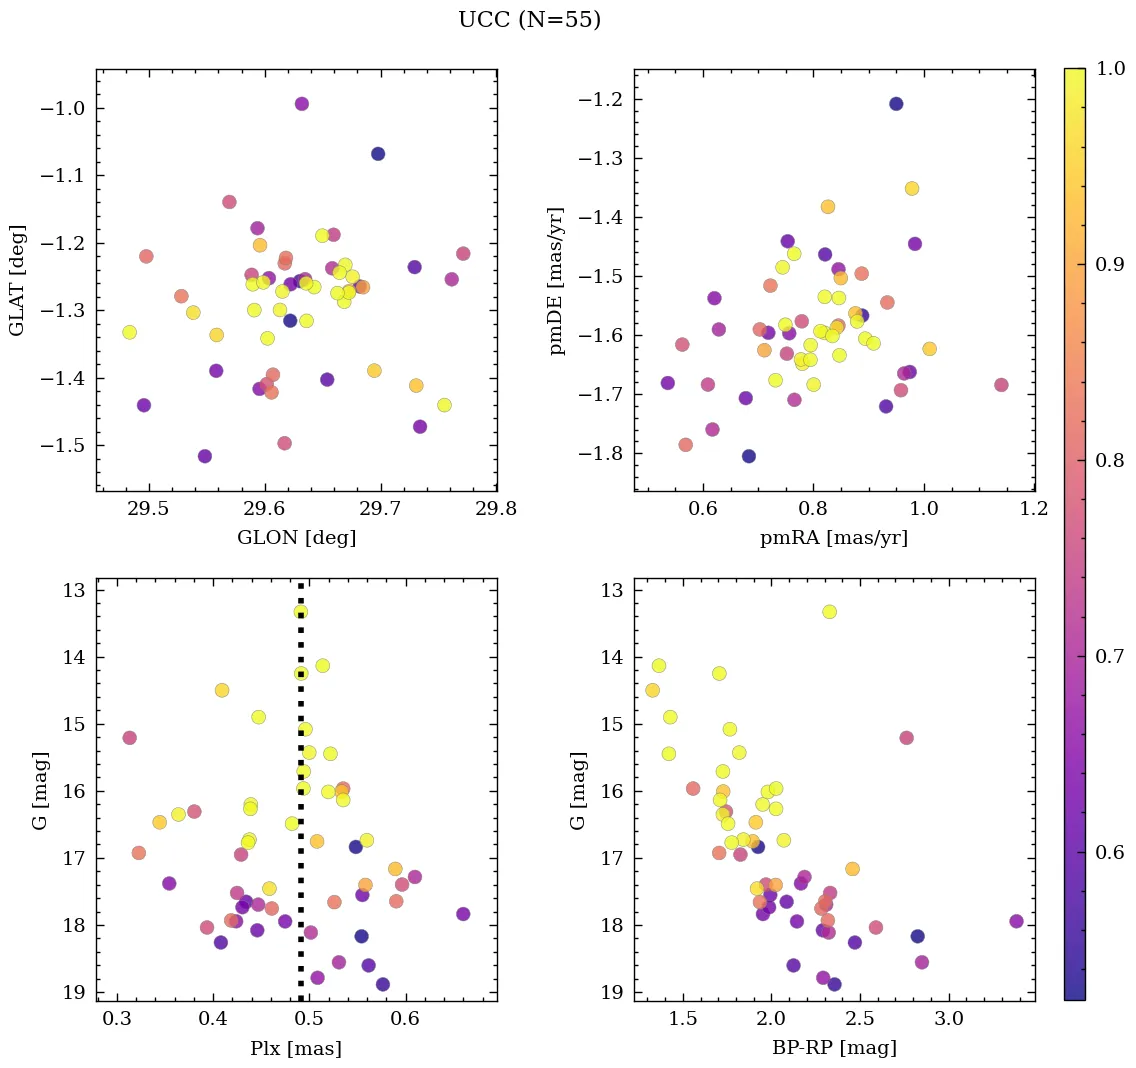 UCC (N=55)
−1.0
−1.1
−1.2
−1.3
−1.4
−1.5
GLAT [deg]
29.5 29.6 29.7 29.8
GLON [deg]
−1.2
−1.3
−1.4
−1.5
−1.6
−1.7
−1.8
pmDE [mas/yr]
0.6 0.8 1.0 1.2
pmRA [mas/yr]
13
14
15
16
17
18
19
G [mag]
0.3 0.4 0.5 0.6
Plx [mas]
13
14
15
16
17
18
19
G [mag]
1.5 2.0 2.5 3.0
BP-RP [mag]
1.0
0.9
0.8
0.7
0.6